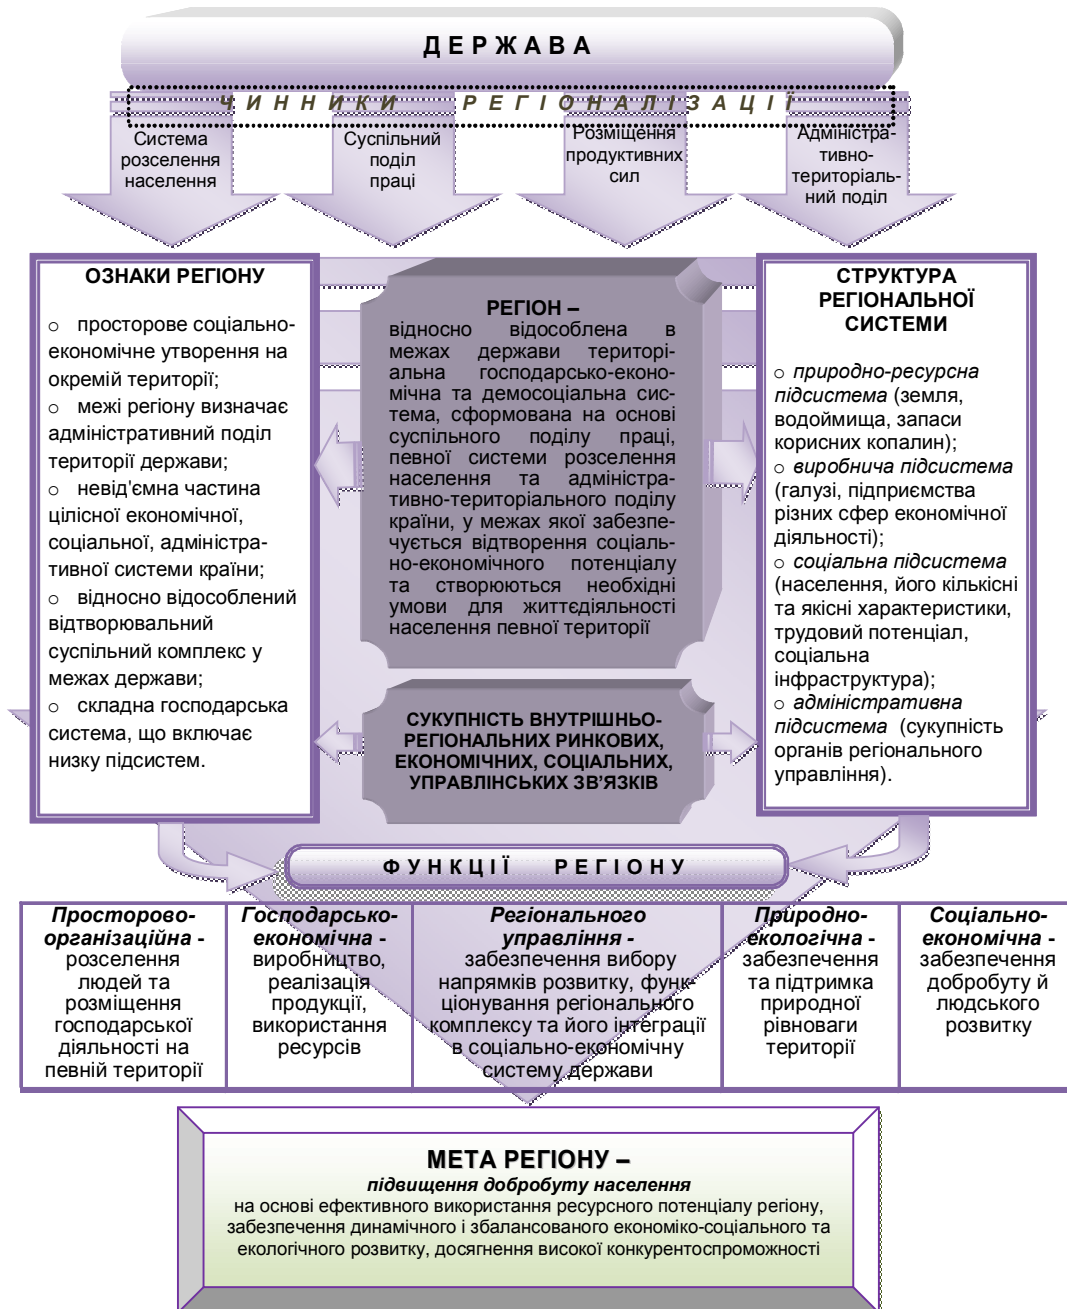 ДЕРЖАВА
ЧИННИКИ РЕГІОНАЛІЗАЦІЇ
Система
розселення
населення
Суспільний
поділ
праці
Розміщення
продуктивних
сил
Адміністра-
тивно-
територіаль-
ний поділ
ОЗНАКИ РЕГІОНУ
○ просторове соціально-
економічне утворення на
окремій території;
○ межі регіону визначає
адміністративний поділ
території держави;
○ невід'ємна частина
цілісної економічної,
соціальної, адміністра-
тивної системи країни;
○ відносно відособлений
відтворювальний
суспільний комплекс у
межах держави;
○ складна господарська
система, що включає
низку підсистем.
РЕГІОН –
відносно відособлена в
межах держави територі-
альна господарсько-еконо-
мічна та демосоціальна сис-
тема, сформована на основі
суспільного поділу праці,
певної системи розселення
населення та адміністра-
тивно-територіального поділу
країни, у межах якої забезпе-
чується відтворення соціаль-
но-економічного потенціалу
та створюються необхідні
умови для життєдіяльності
населення певної території
СУКУПНІСТЬ ВНУТРІШНЬО-
РЕГІОНАЛЬНИХ РИНКОВИХ,
ЕКОНОМІЧНИХ, СОЦІАЛЬНИХ,
УПРАВЛІНСЬКИХ ЗВ’ЯЗКІВ
СТРУКТУРА
РЕГІОНАЛЬНОЇ
СИСТЕМИ
○ природно-ресурсна
підсистема (земля,
водоймища, запаси
корисних копалин);
○ виробнича підсистема
(галузі, підприємства
різних сфер економічної
діяльності);
○ соціальна підсистема
(населення, його кількісні
та якісні характеристики,
трудовий потенціал,
соціальна
інфраструктура);
○ адміністративна
підсистема (сукупність
органів регіонального
управління).
ФУНКЦІЇ РЕГІОНУ
Просторово-
організаційна -
розселення
людей та
розміщення
господарської
діяльності на
певній території
Господарсько-
економічна -
виробництво,
реалізація
продукції,
використання
ресурсів
Регіонального
управління -
забезпечення вибору
напрямків розвитку, функ-
ціонування регіонального
комплексу та його інтеграції
в соціально-економічну
систему держави
Природно-
екологічна -
забезпечення
та підтримка
природної
рівноваги
території
Соціально-
економічна -
забезпечення
добробуту й
людського
розвитку
МЕТА РЕГІОНУ –
підвищення добробуту населення
на основі ефективного використання ресурсного потенціалу регіону,
забезпечення динамічного і збалансованого економіко-соціального та
екологічного розвитку, досягнення високої конкурентоспроможності